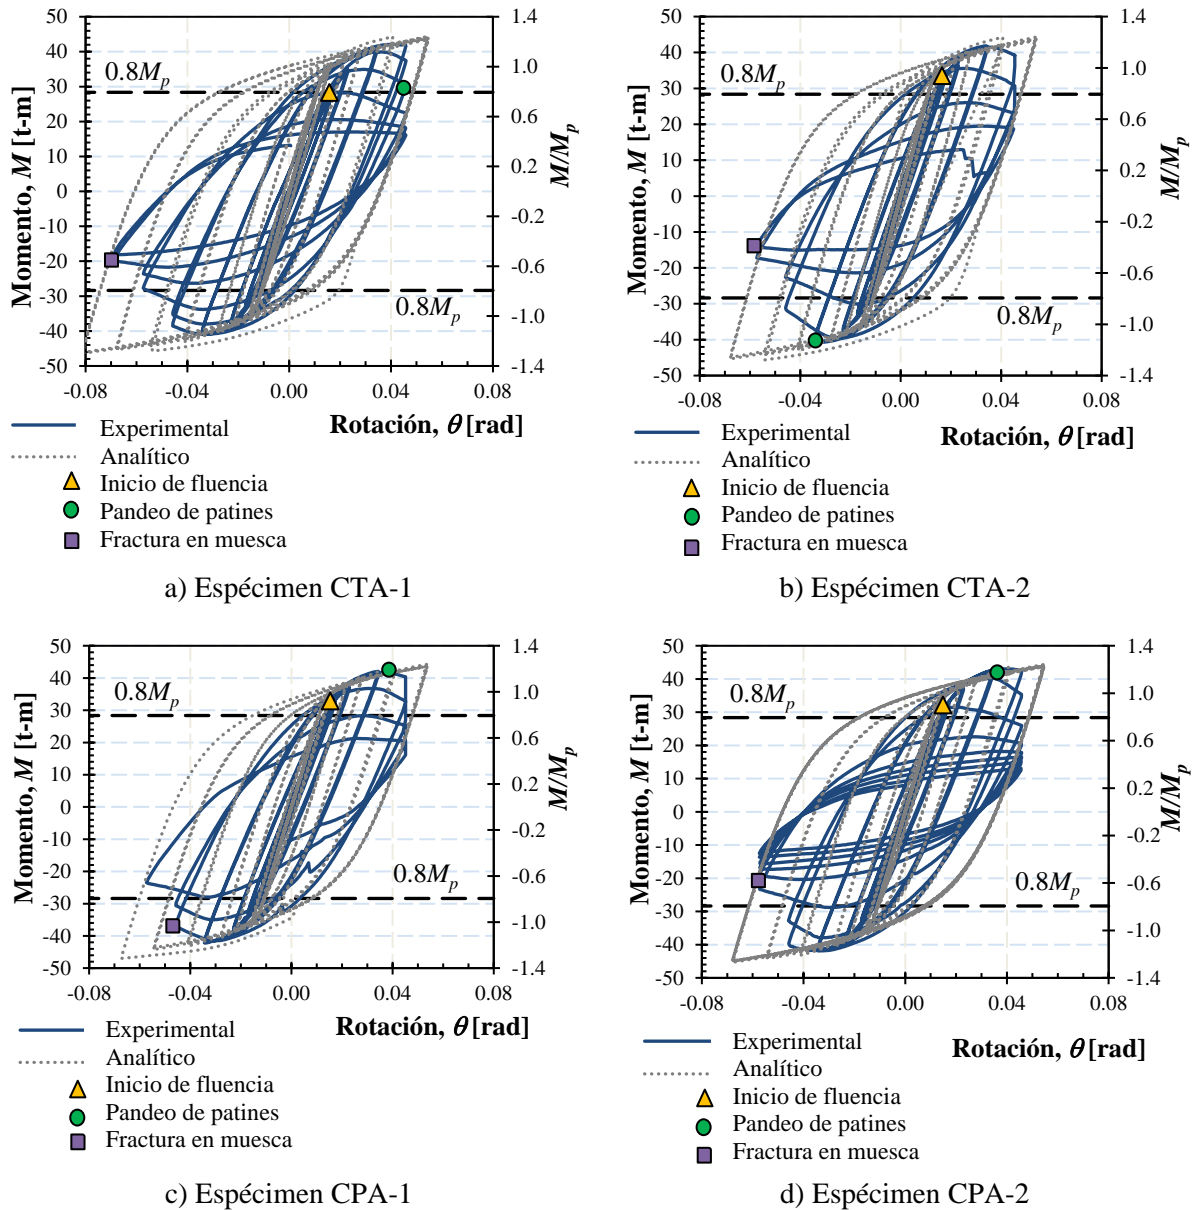 50
40
30
20
10
0
-10
-20
-30
-40
-50
Momento, M [t-m]
0.8Mp
0.8Mp
1.4
1.0
0.6
0.2
-0.2
-0.6
-1.0
-1.4
M/Mp
-0.08 -0.04 0.00 0.04 0.08
Rotación, θ [rad]
Experimental
Analítico
Inicio de fluencia
Pandeo de patines
Fractura en muesca
a) Espécimen CTA-1
50
40
30
20
10
0
-10
-20
-30
-40
-50
Momento, M [t-m]
0.8Mp
0.8Mp
1.4
1.0
0.6
0.2
-0.2
-0.6
-1.0
-1.4
M/Mp
-0.08 -0.04 0.00 0.04 0.08
Rotación, θ [rad]
Experimental
Analítico
Inicio de fluencia
Pandeo de patines
Fractura en muesca
b) Espécimen CTA-2
50
40
30
20
10
0
-10
-20
-30
-40
-50
Momento, M [t-m]
0.8Mp
0.8Mp
1.4
1.0
0.6
0.2
-0.2
-0.6
-1.0
-1.4
M/Mp
-0.08 -0.04 0.00 0.04 0.08
Rotación, θ [rad]
Experimental
Analítico
Inicio de fluencia
Pandeo de patines
Fractura en muesca
c) Espécimen CPA-1
50
40
30
20
10
0
-10
-20
-30
-40
-50
Momento, M [t-m]
0.8Mp
0.8Mp
1.4
1.0
0.6
0.2
-0.2
-0.6
-1.0
-1.4
M/Mp
-0.08 -0.04 0.00 0.04 0.08
Rotación, θ [rad]
Experimental
Analítico
Inicio de fluencia
Pandeo de patines
Fractura en muesca
d) Espécimen CPA-2